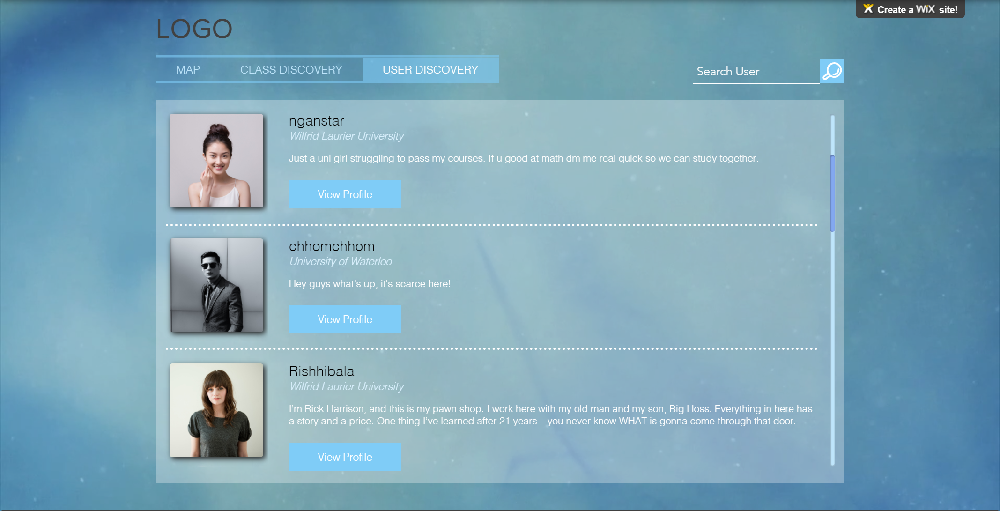 Create a WiX site!
LOGO
MAP CLASS DISCOVERY USER DISCOVERY
Search User
nganstar
Wilfrid Laurier University
Just a uni girl struggling to pass my courses. If u good at math dm me real quick so we can study together.
View Profile
chhomchhom
University of Waterloo
Hey guys what's up, it's scarce here!
View Profile
Rishhibala
Wilfrid Laurier University
I'm Rick Harrison, and this is my pawn shop. I work here with my old man and my son, Big Hoss. Everything in here has
a story and a price. One thing I've learned after 21 years – you never know WHAT is gonna come through that door.
View Profile